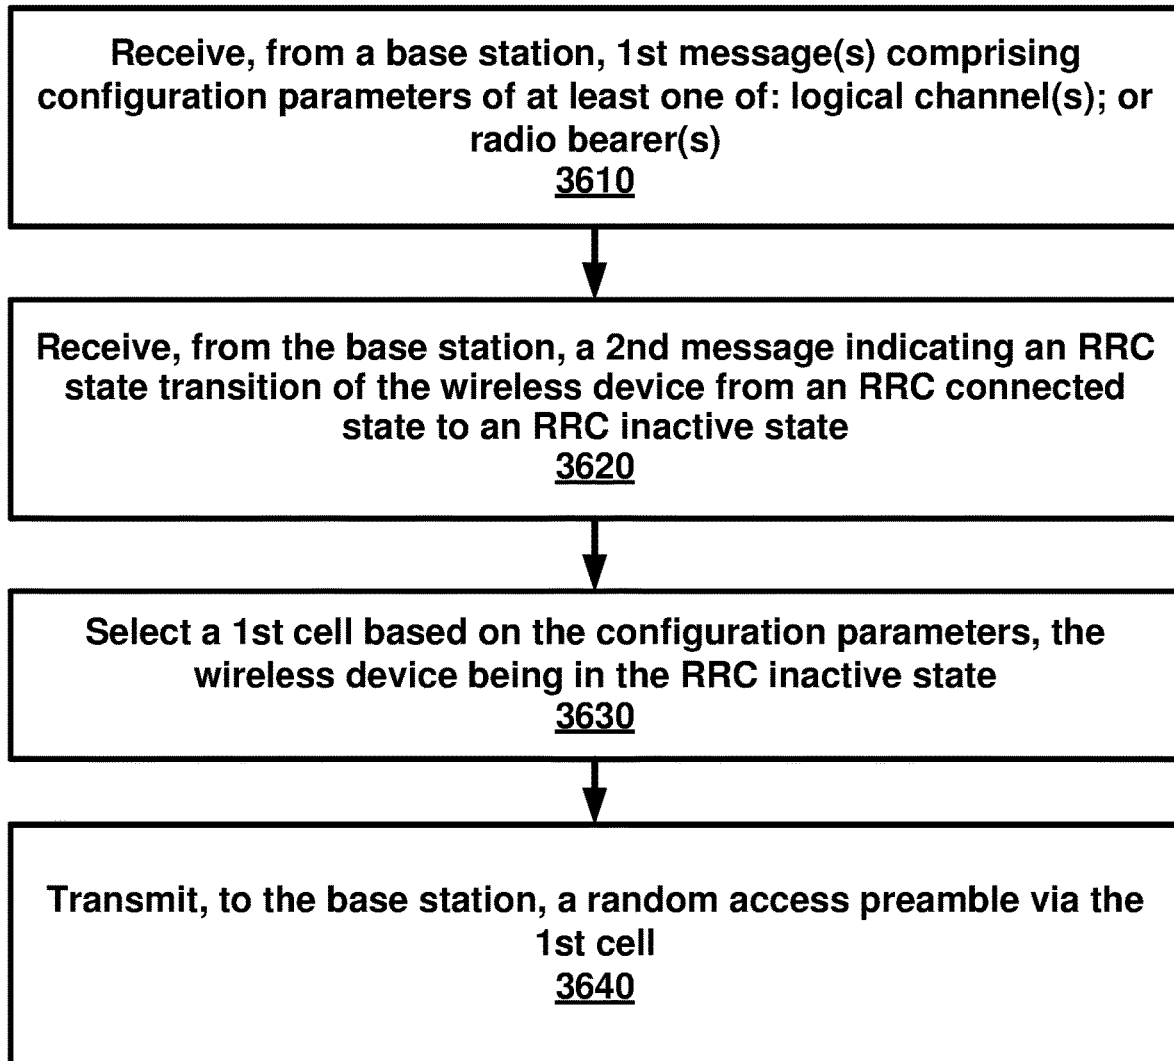 Receive, from a base station, 1st message(s) comprising
configuration parameters of at least one of: logical channel(s); or
radio bearer(s)
3610
Receive, from the base station, a 2nd message indicating an RRC
state transition of the wireless device from an RRC connected
state to an RRC inactive state
3620
Select a 1st cell based on the configuration parameters, the
wireless device being in the RRC inactive state
3630
Transmit, to the base station, a random access preamble via the
1st cell
3640